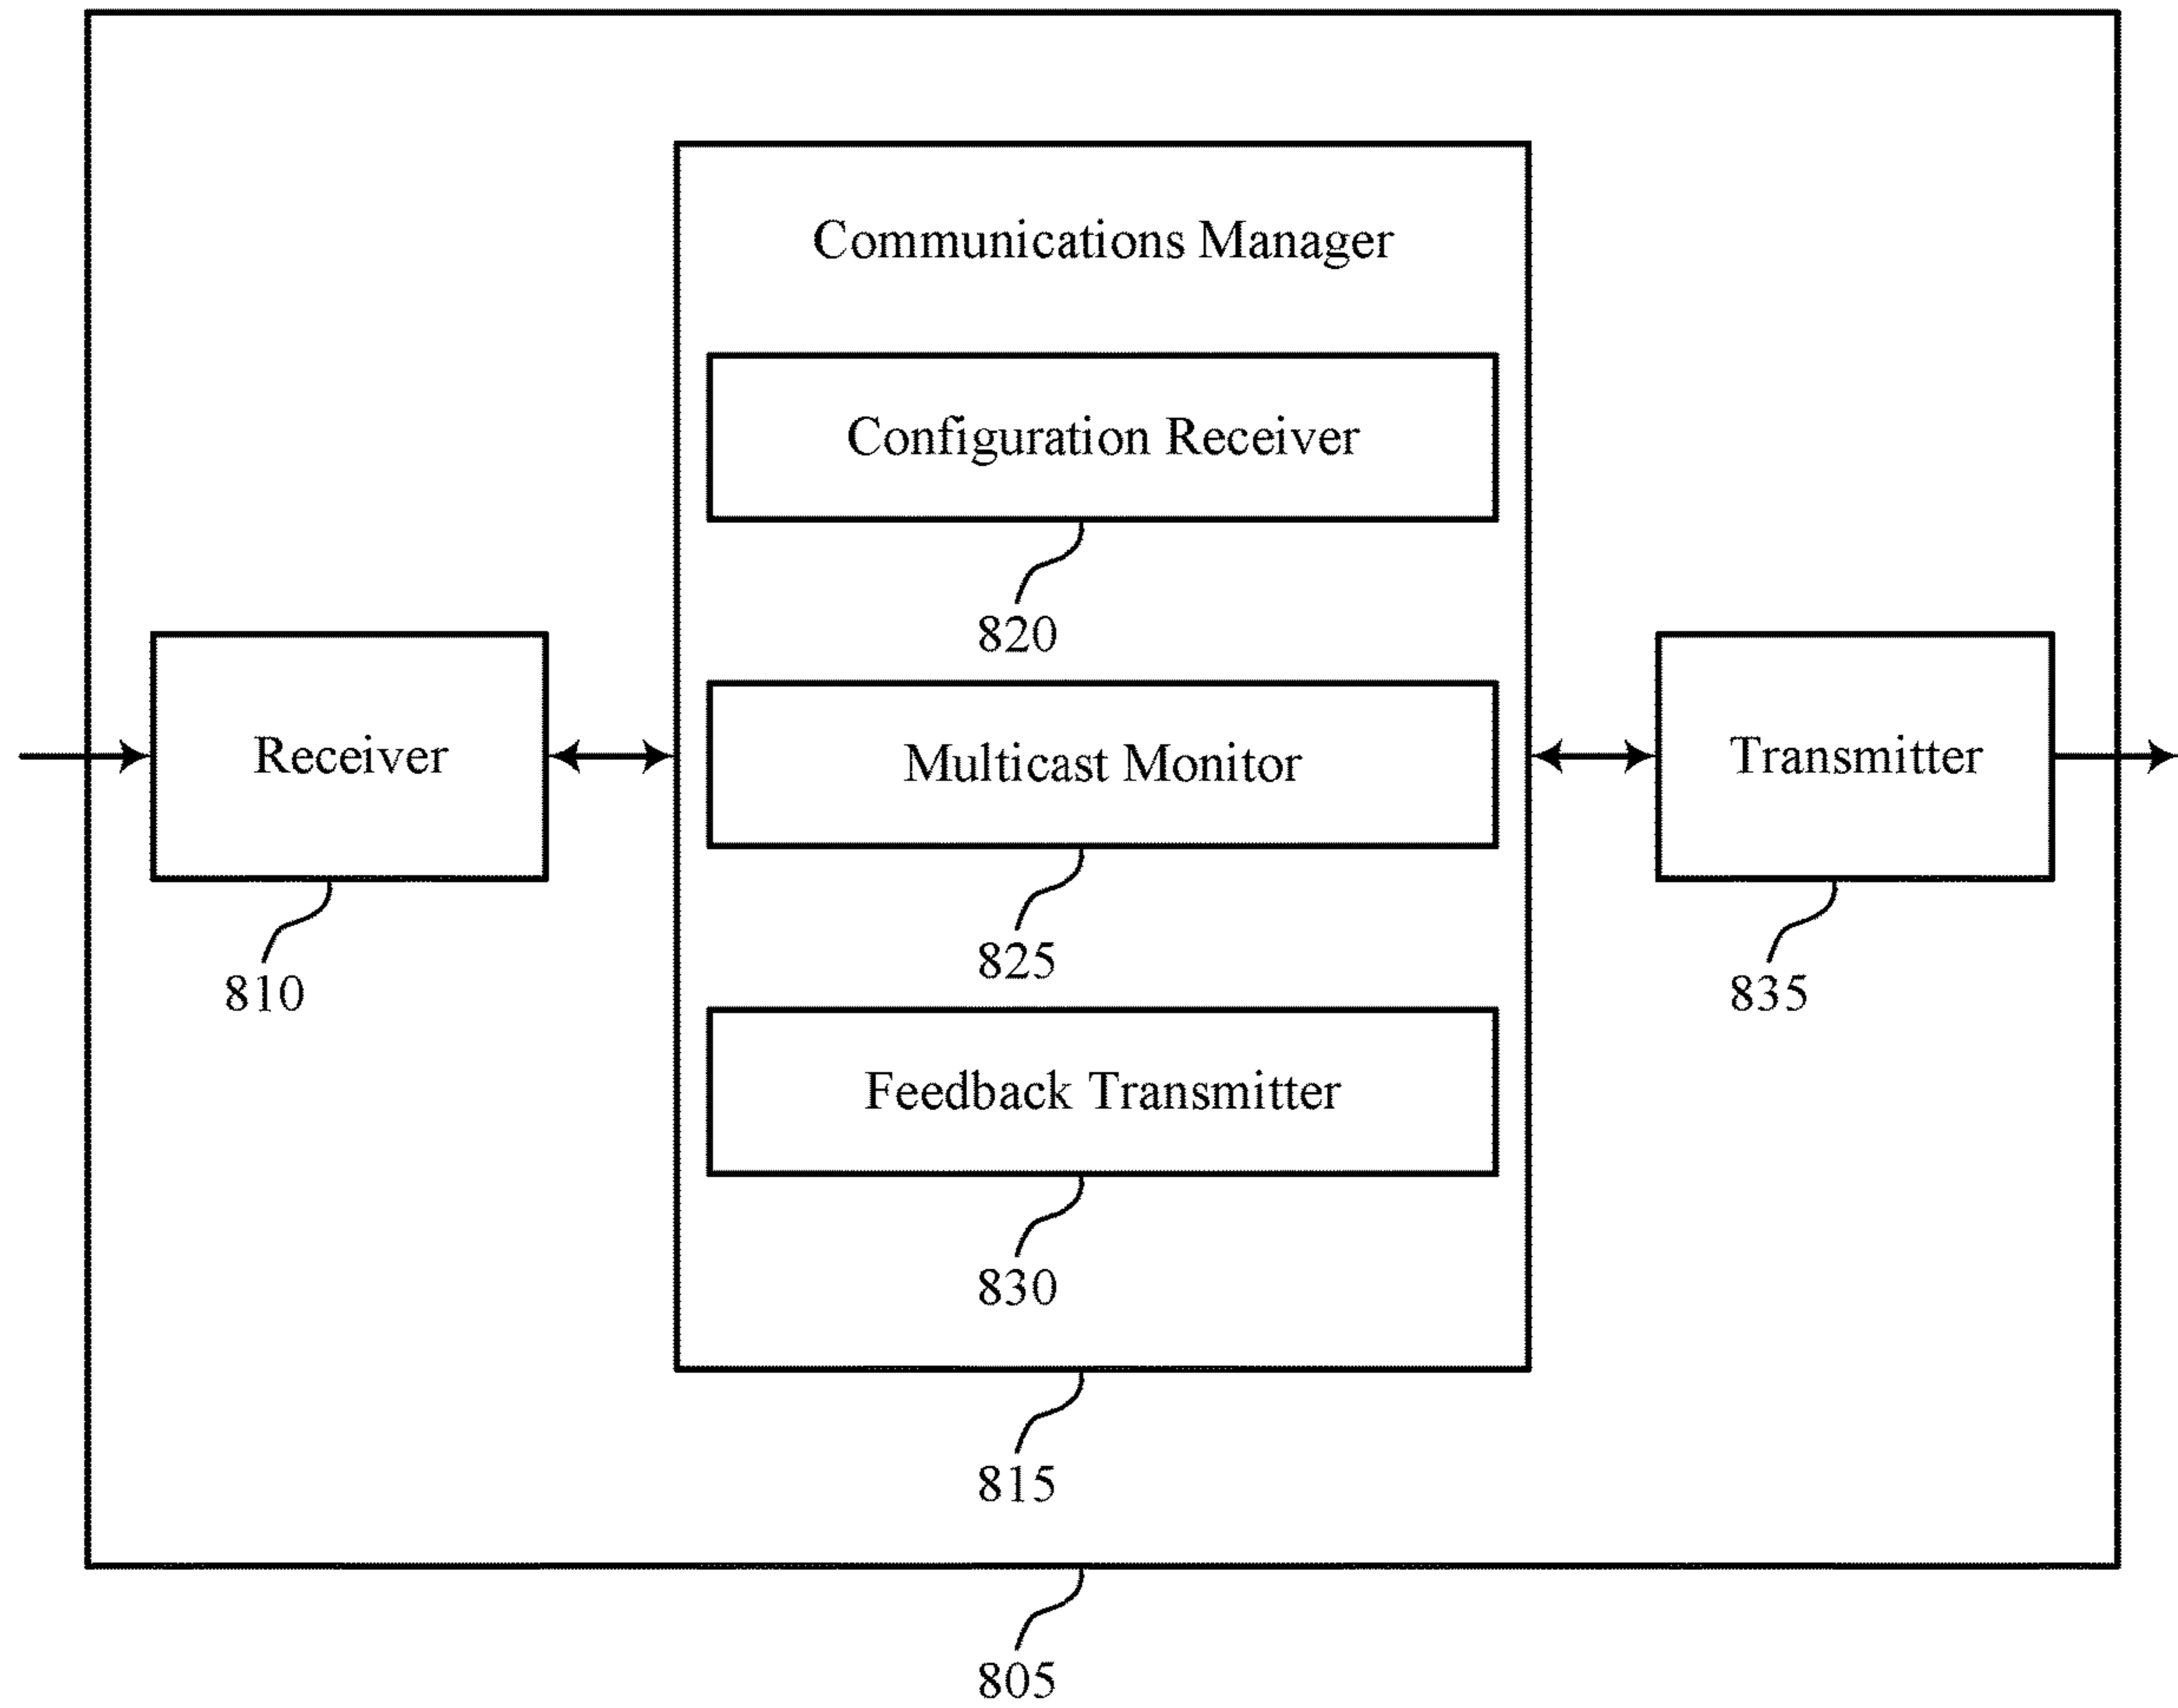 Communications Manager
Configuration Receiver
820
Receiver
810
Multicast Monitor
825
Transmitter
835
Feedback Transmitter
830
815
805